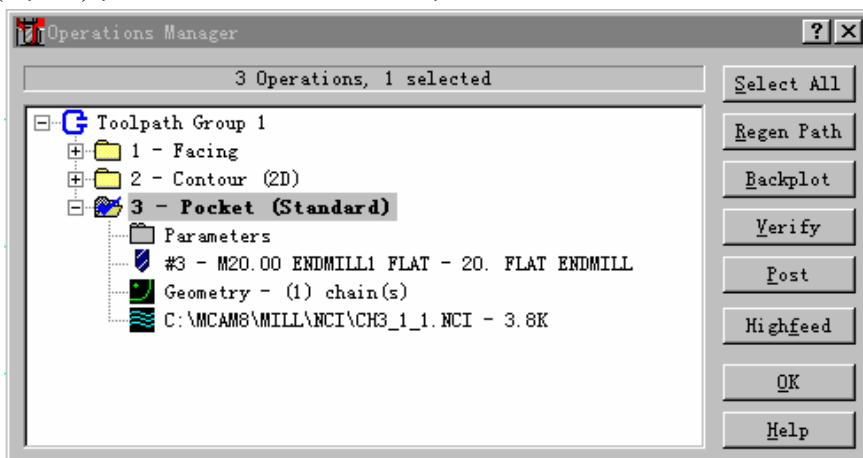 Operations Manager
? ×
3 Operations, 1 selected
Select All
Toolpath Group 1
Regen Path
1 - Facing
2 - Contour (2D)
Backplot
3 - Pocket (Standard)
Parameters
Verify
#3 - M20.00 ENDMILL1 FLAT - 20. FLAT ENDMILL
Post
Geometry - (1) chain(s)
C:\MCAM8\MILL\NCI\CH3_1_1.NCI - 3.8K
Highfeed
OK
Help